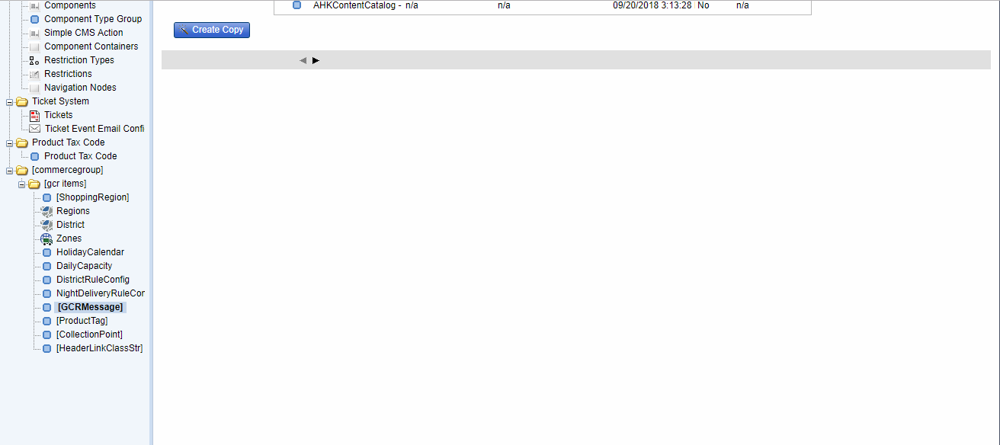 Components
AHKContentCatalog - n/a n/a 09/20/2018 3:13:28 No n/a
Component Type Group
Simple CMS Action
Create Copy
Component Containers
Restriction Types
Restrictions
Navigation Nodes
Ticket System
Tickets
Ticket Event Email Confi
Product Tax Code
Product Tax Code
[commercegroup]
[gcr items]
[ShoppingRegion]
Regions
District
Zones
HolidayCalendar
DailyCapacity
DistrictRuleConfig
NightDeliveryRuleCor
[GCRMessage]
[ProductTag]
[CollectionPoint]
[HeaderLinkClassStr]